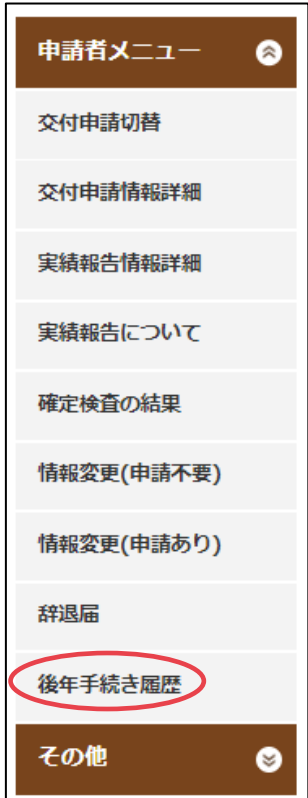 申請者メニュー
交付申請切替
交付申請情報詳細
実績報告情報詳細
実績報告について
確定検査の結果
情報変更(申請不要)
情報変更(申請あり)
辞退届
後年手続き履歴
その他